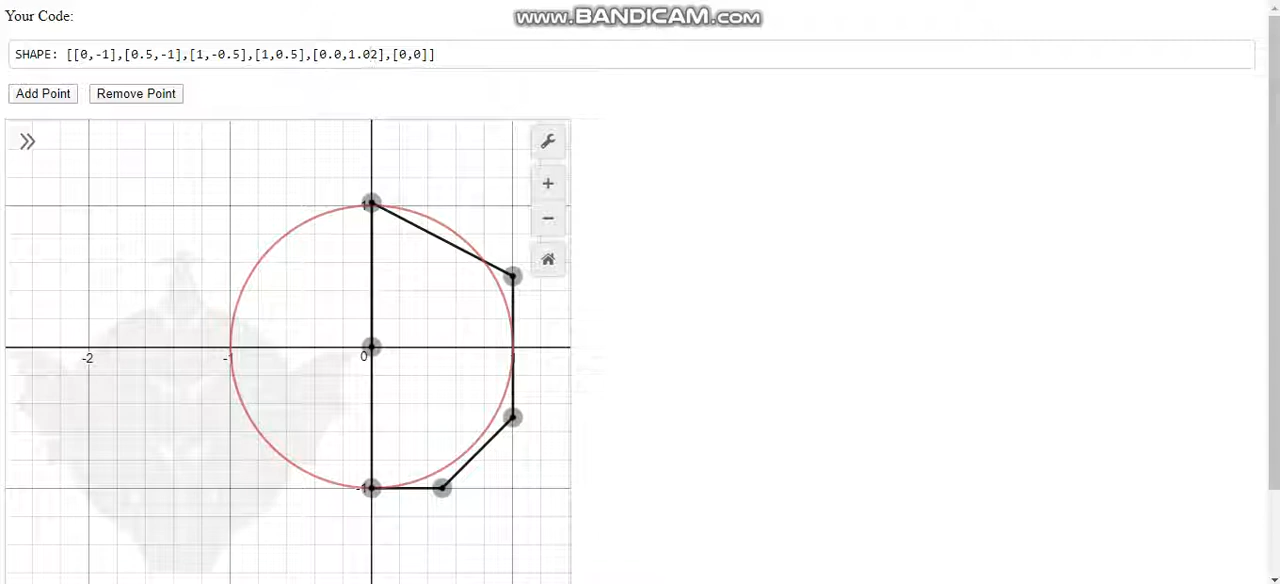 www.BANDICAM.com
Your Code:
SHAPE: [[0,-1],[0.5,-1],[1,-0.5],[1,0.5],[0.0,1.02],[0,0]]
Add Point Remove Point
-2 -1 0
-1